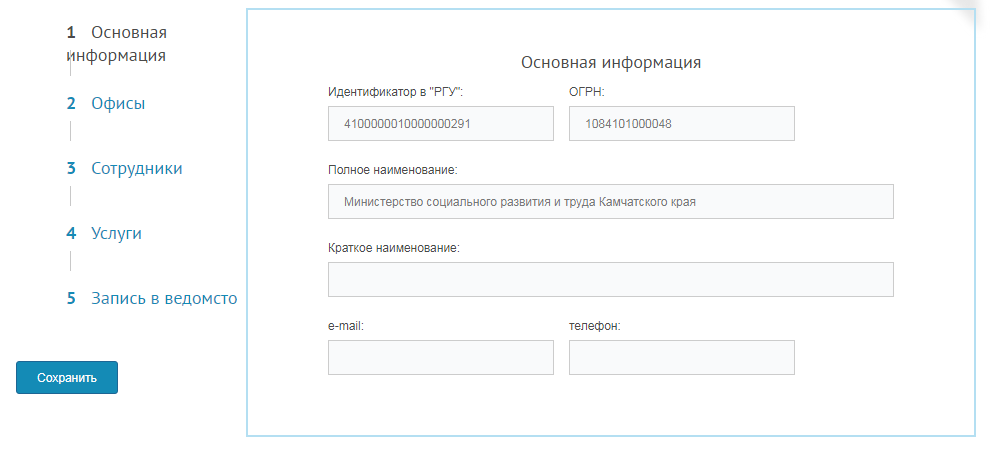 1 Основная
информация
2 Офисы
3 Сотрудники
4 Услуги
5 Запись в ведомсто
Сохранить
Основная информация
Идентификатор в "РГУ": ОГРН:
4100000010000000291 1084101000048
Полное наименование:
Министерство социального развития и труда Камчатского края
Краткое наименование:
e-mail: телефон: